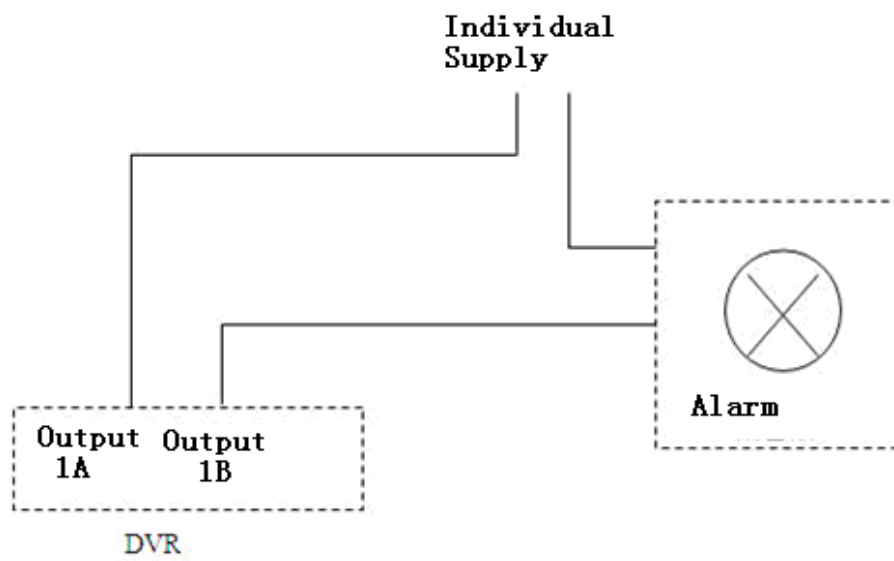 Individual
Supply
Alarm
Output
1A
Output
1B
DVR